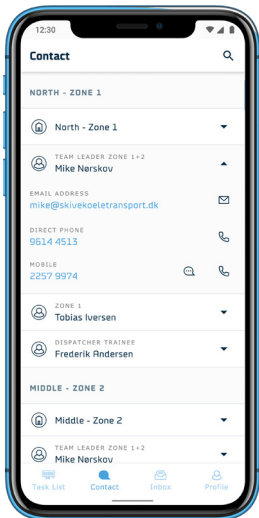 12:30
Contact
NORTH - ZONE 1
North - Zone 1
TEAM LEADER ZONE 1+2
Mike Nørskov
EMAIL ADDRESS
mike@skivekoeletransport.dk
DIRECT PHONE
9614 4513
MOBILE
2257 9974
ZONE 1
Tobias Iversen
DISPATCHER TRAINEE
Frederik Andersen
MIDDLE - ZONE 2
Middle - Zone 2
TEAM LEADER ZONE 1+2
Mike Nørskov
Task List Contact Inbox Profile